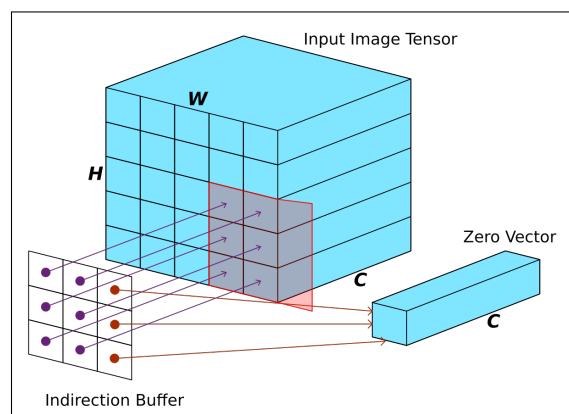 Input Image Tensor
W
H
Zero Vector
C
C
Indirection Buffer